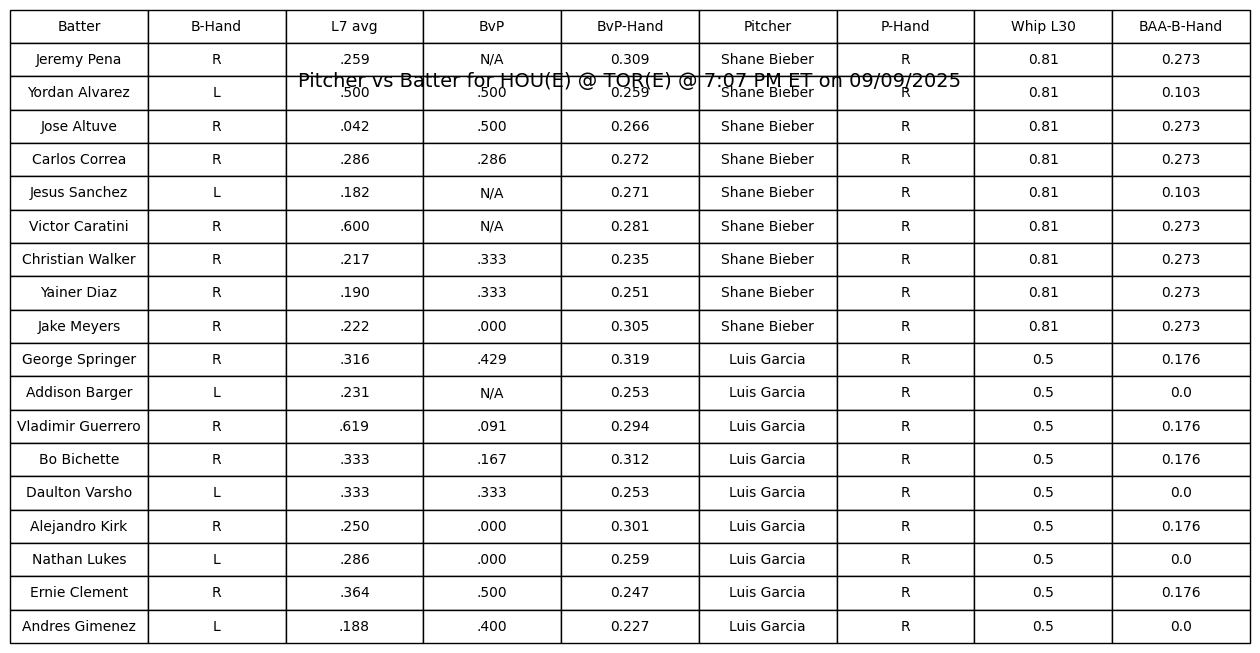 Batter B-Hand L7 avg BvP BvP-Hand Pitcher P-Hand Whip L30 BAA-B-Hand
Jeremy Pena R .259 N/A 0.309 Shane Bieber R 0.81 0.273
Pitcher vs Batter for HOU(E) @ TOR(E) @ 7:07 PM ET on 09/09/2025
Yordan Alvarez L .500 .500 0.259 Shane Bieber R 0.81 0.103
Jose Altuve R .042 .500 0.266 Shane Bieber R 0.81 0.273
Carlos Correa R .286 .286 0.272 Shane Bieber R 0.81 0.273
Jesus Sanchez L .182 N/A 0.271 Shane Bieber R 0.81 0.103
Victor Caratini R .600 N/A 0.281 Shane Bieber R 0.81 0.273
Christian Walker R .217 .333 0.235 Shane Bieber R 0.81 0.273
Yainer Diaz R .190 .333 0.251 Shane Bieber R 0.81 0.273
Jake Meyers R .222 .000 0.305 Shane Bieber R 0.81 0.273
George Springer R .316 .429 0.319 Luis Garcia R 0.5 0.176
Addison Barger L .231 N/A 0.253 Luis Garcia R 0.5 0.0
Vladimir Guerrero R .619 .091 0.294 Luis Garcia R 0.5 0.176
Bo Bichette R .333 .167 0.312 Luis Garcia R 0.5 0.176
Daulton Varsho L .333 .333 0.253 Luis Garcia R 0.5 0.0
Alejandro Kirk R .250 .000 0.301 Luis Garcia R 0.5 0.176
Nathan Lukes L .286 .000 0.259 Luis Garcia R 0.5 0.0
Ernie Clement R .364 .500 0.247 Luis Garcia R 0.5 0.176
Andres Gimenez L .188 .400 0.227 Luis Garcia R 0.5 0.0